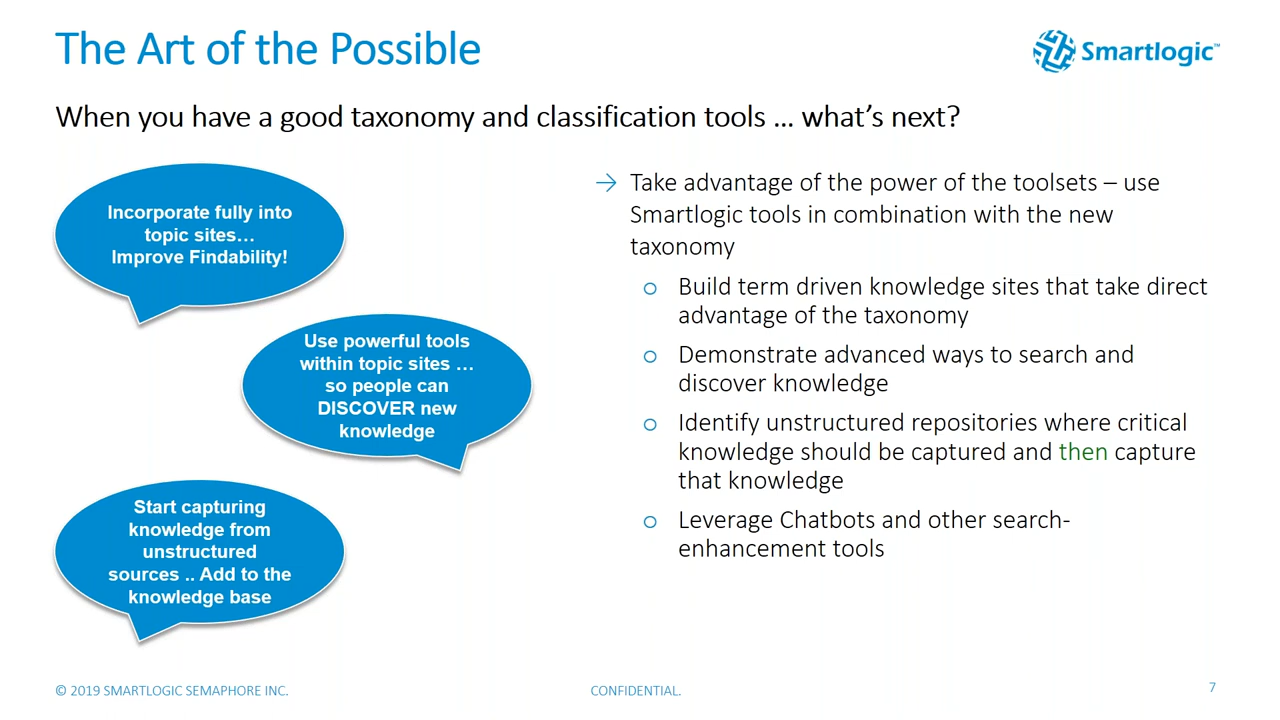 The Art of the Possible
Smartlogic™
When you have a good taxonomy and classification tools … what’s next?
Incorporate fully into
topic sites…
Improve Findability!
Use powerful tools
within topic sites …
so people can
DISCOVER new
knowledge
Start capturing
knowledge from
unstructured
sources .. Add to the
knowledge base
→ Take advantage of the power of the toolsets – use
Smartlogic tools in combination with the new
taxonomy
o Build term driven knowledge sites that take direct
advantage of the taxonomy
o Demonstrate advanced ways to search and
discover knowledge
o Identify unstructured repositories where critical
knowledge should be captured and then capture
that knowledge
o Leverage Chatbots and other search-
enhancement tools
© 2019 SMARTLOGIC SEMAPHORE INC.
CONFIDENTIAL.
7